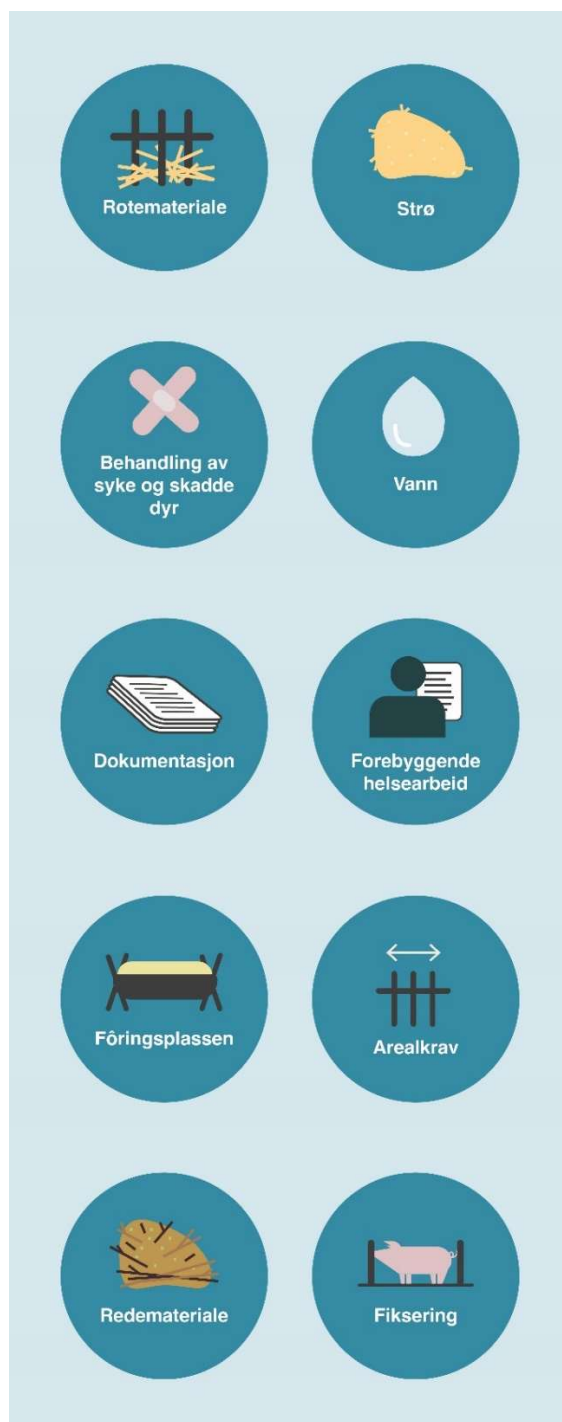 Rotemateriale
Strø
Behandling av
syke og skadde
dyr
Vann
Dokumentasjon
Forebyggende
helsearbeid
Fôringsplassen
Arealkrav
Redemateriale
Fiksering